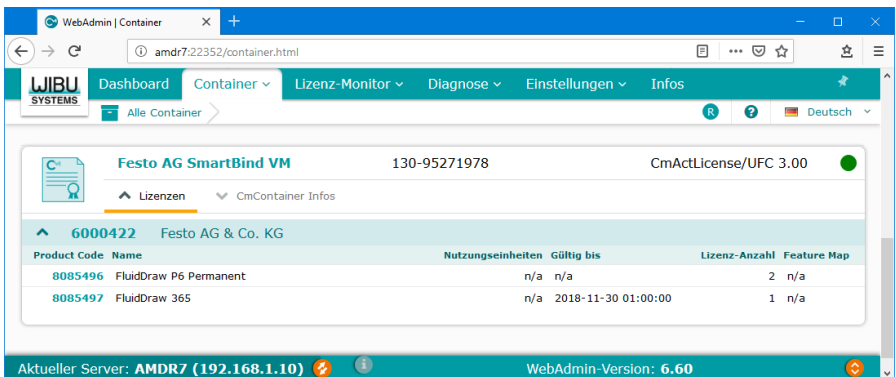 WebAdmin | Container
amdr7:22352/container.html
WIBU SYSTEMS Dashboard Container Lizenz-Monitor Diagnose Einstellungen Infos
Alle Container R ? Deutsch
Festo AG SmartBind VM 130-95271978 CmActLicense/UFC 3.00
Lizenzen CmContainer Infos
6000422 Festo AG & Co. KG
Product Code Name Nutzungseinheiten Gültig bis Lizenz-Anzahl Feature Map
8085496 FluidDraw P6 Permanent n/a n/a 2 n/a
8085497 FluidDraw 365 n/a 2018-11-30 01:00:00 1 n/a
Aktueller Server: AMDR7 (192.168.1.10) WebAdmin-Version: 6.60